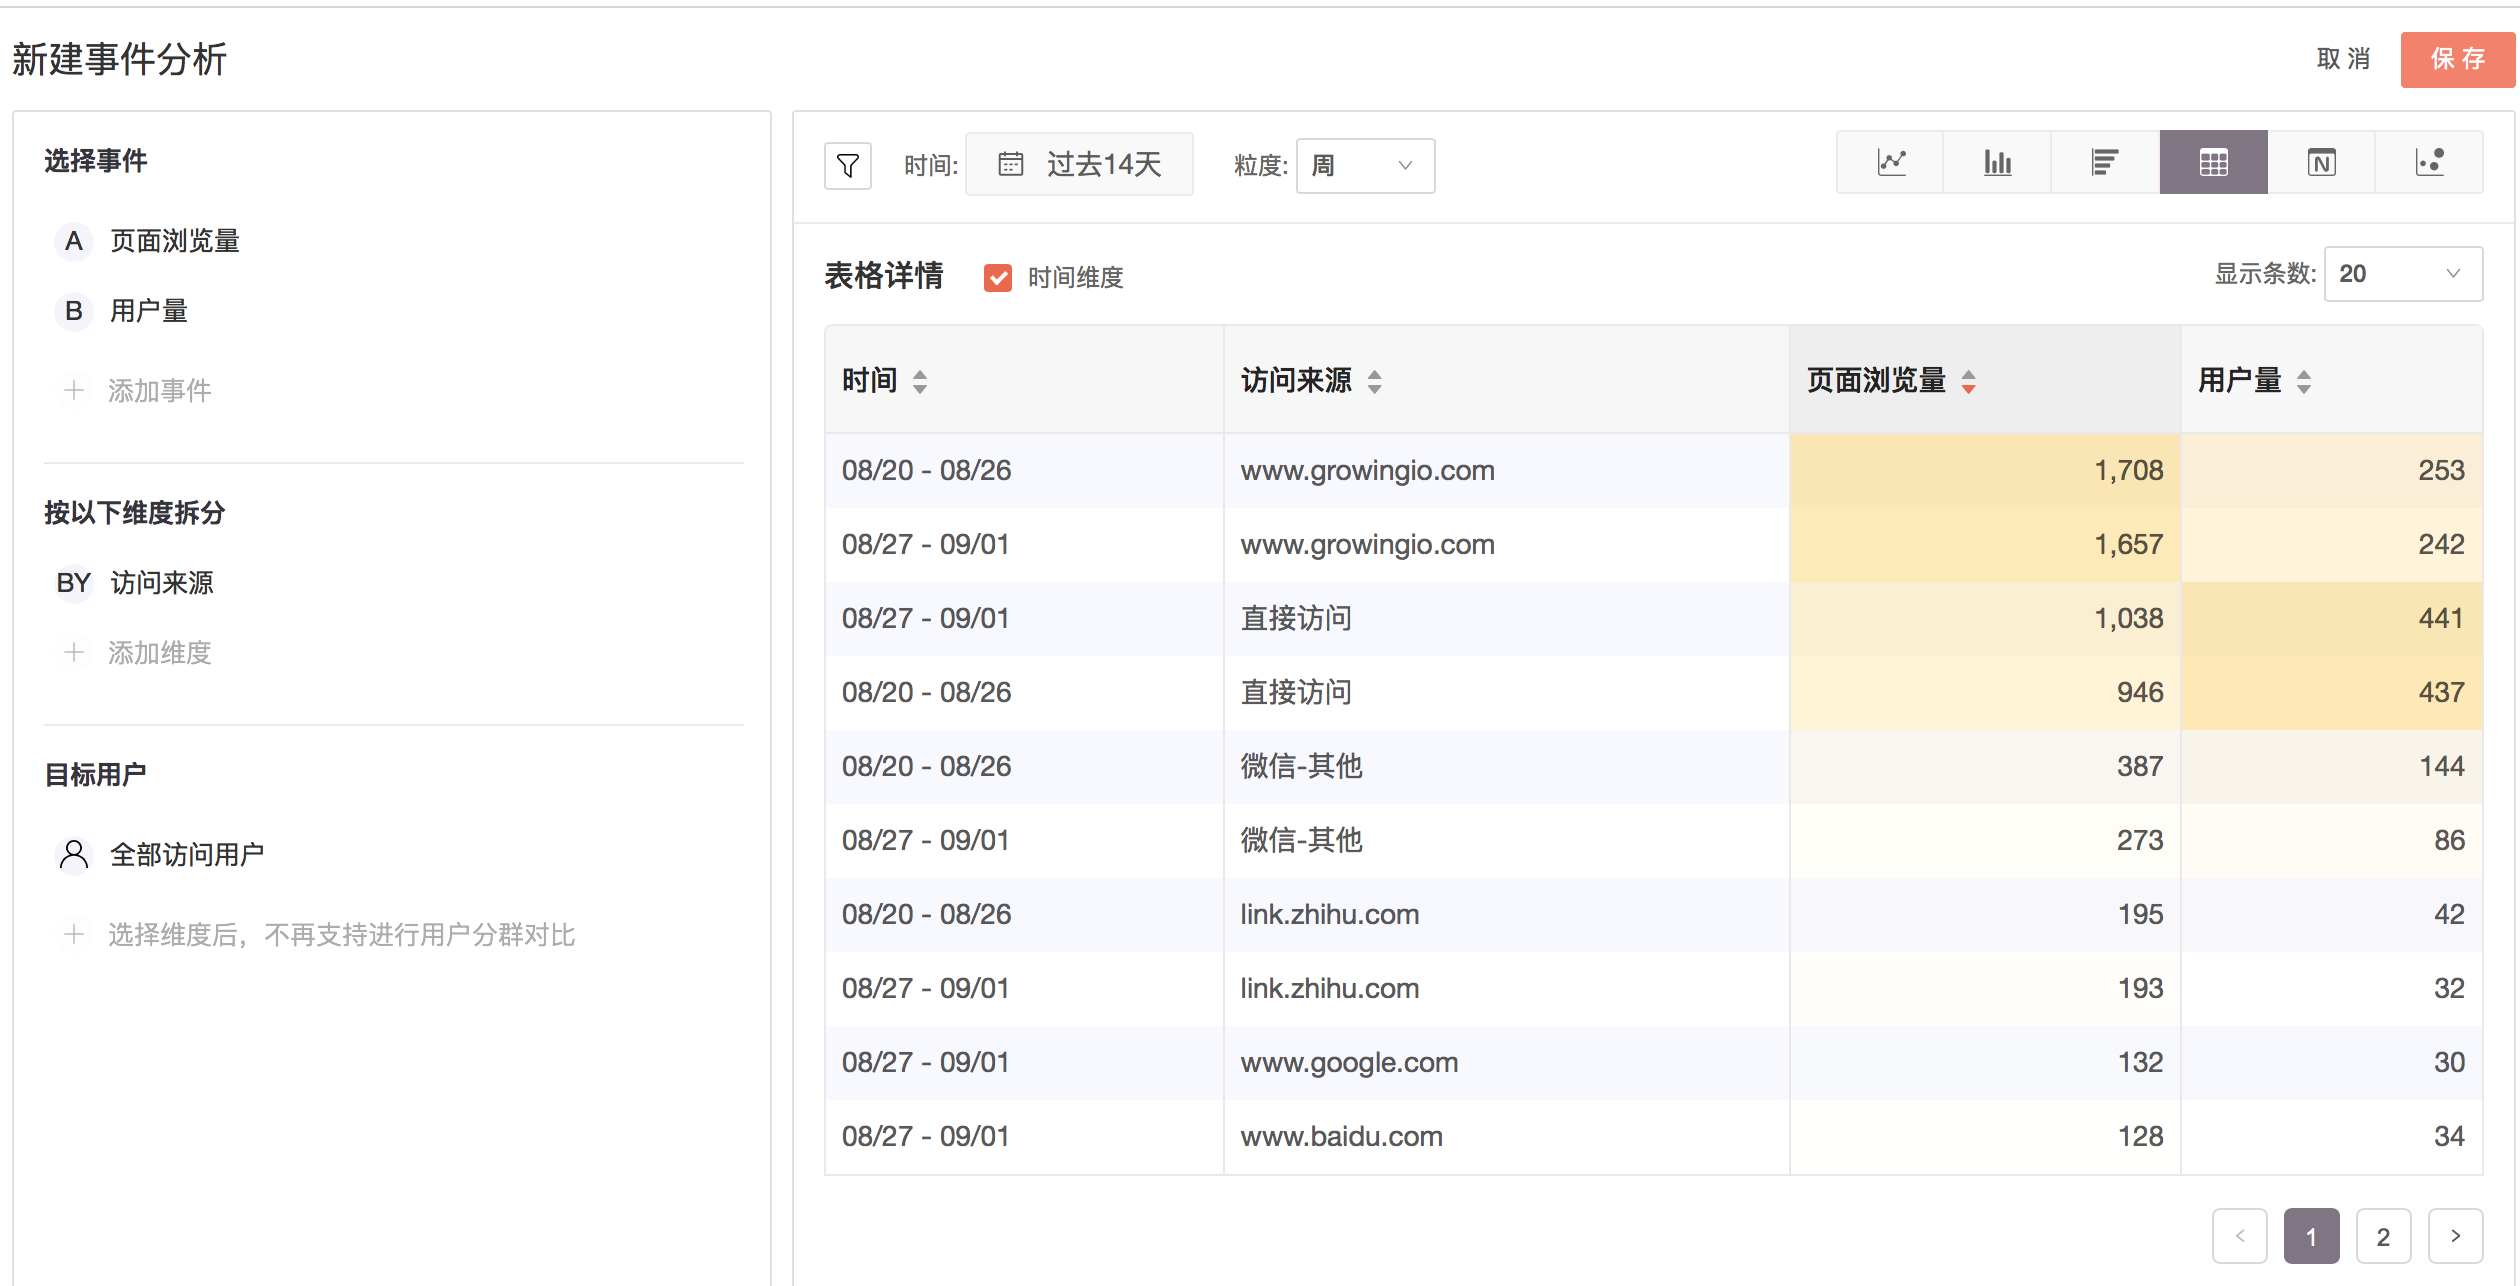 新建事件分析
取 消
保 存
选择事件
A 页面浏览量
B 用户量
添加事件
按以下维度拆分
BY 访问来源
添加维度
目标用户
全部访问用户
选择维度后，不再支持进行用户分群对比
时间: 过去14天 粒度: 周
N
表格详情 时间维度 显示条数: 20
时间 访问来源 页面浏览量 用户量
08/20 - 08/26 www.growingio.com 1,708 253
08/27 - 09/01 www.growingio.com 1,657 242
08/27 - 09/01 直接访问 1,038 441
08/20 - 08/26 直接访问 946 437
08/20 - 08/26 微信-其他 387 144
08/27 - 09/01 微信-其他 273 86
08/20 - 08/26 link.zhihu.com 195 42
08/27 - 09/01 link.zhihu.com 193 32
08/27 - 09/01 www.google.com 132 30
08/27 - 09/01 www.baidu.com 128 34
1 2